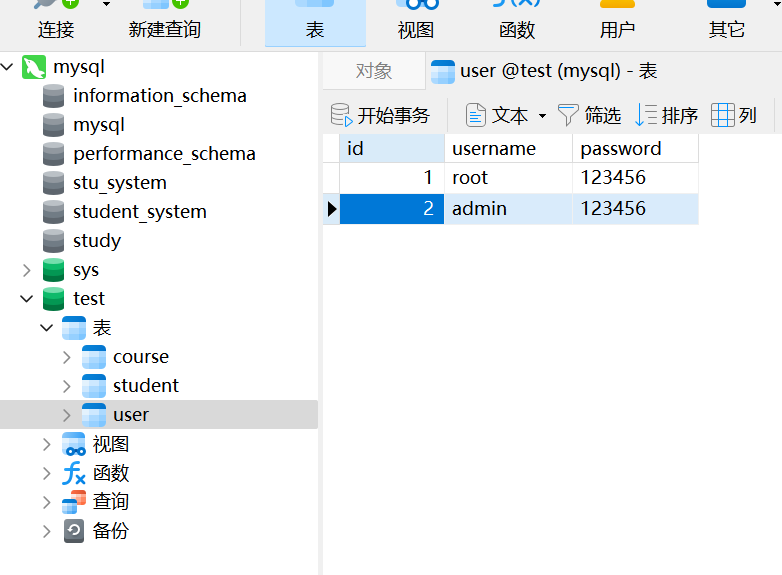 连接
新建查询
表
视图
函数
用户
其它
mysql
information_schema
mysql
performance_schema
stu_system
student_system
study
sys
test
表
course
student
user
视图
函数
查询
备份
对象
user @test (mysql) - 表
开始事务
文本
筛选
排序
列
id username password
1 root 123456
2 admin 123456